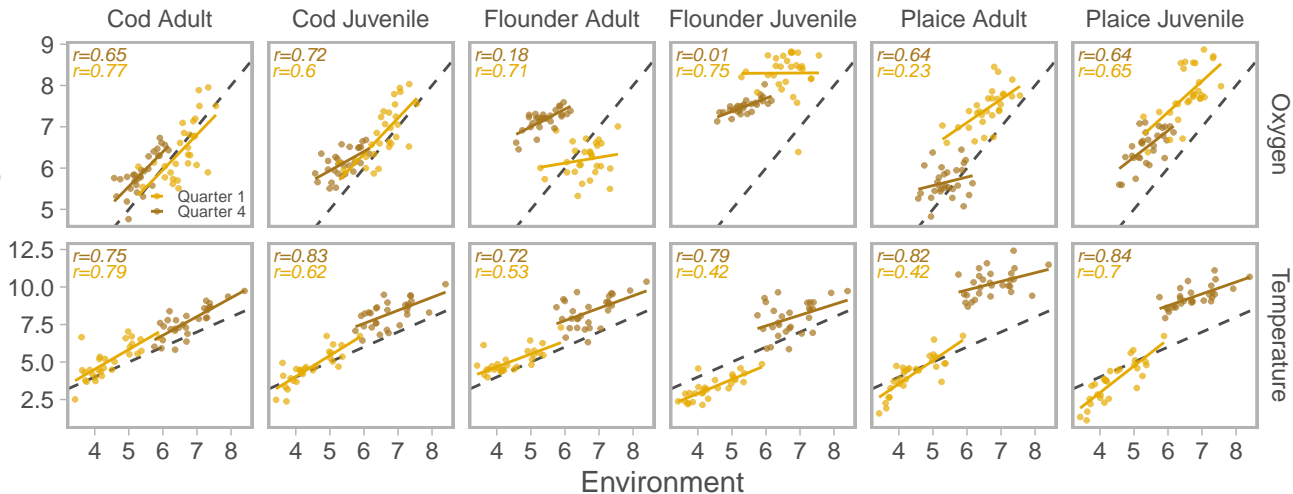 Cod Adult Cod Juvenile Flounder Adult Flounder Juvenile Plaice Adult Plaice Juvenile
r=0.65 r=0.72 r=0.18 r=0.01 r=0.64 r=0.64
r=0.77 r=0.6 r=0.71 r=0.75 r=0.23 r=0.65
9
8
7
6
5
Quarter 1
Quarter 4
Oxygen
r=0.75 r=0.83 r=0.72 r=0.79 r=0.82 r=0.84
r=0.79 r=0.62 r=0.53 r=0.42 r=0.42 r=0.7
12.5
10.0
7.5
5.0
2.5
Temperature
4 5 6 7 8 4 5 6 7 8 4 5 6 7 8 4 5 6 7 8 4 5 6 7 8 4 5 6 7 8
Environment